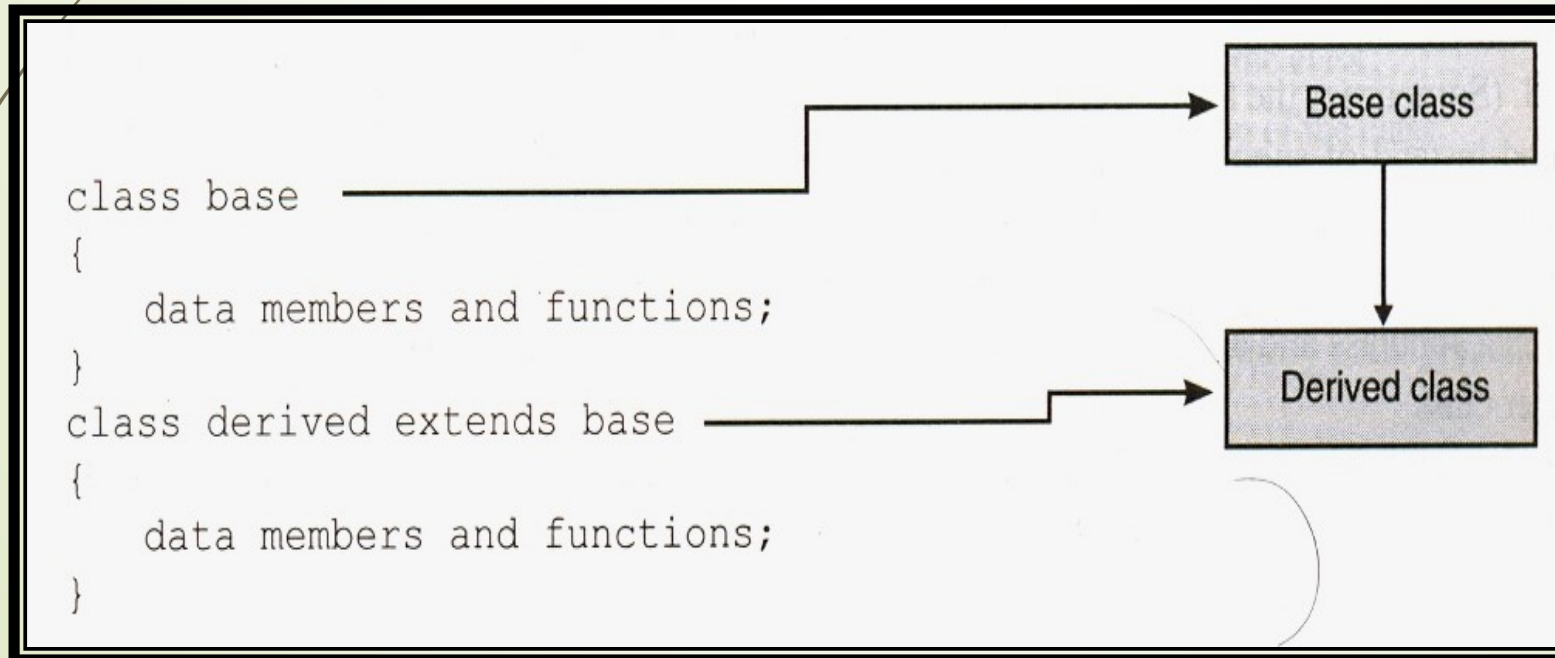 class base
{
data members and functions;
}
class derived extends base
{
data members and functions;
}
Base class
Derived class